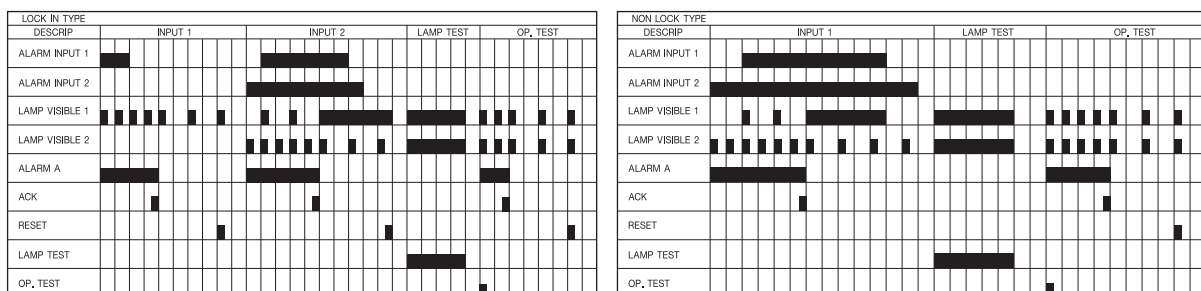 LOCK IN TYPE
DESCRIP INPUT 1 INPUT 2 LAMP TEST OP. TEST
ALARM INPUT 1
ALARM INPUT 2
LAMP VISIBLE 1
LAMP VISIBLE 2
ALARM A
ACK
RESET
LAMP TEST
OP. TEST
NON LOCK TYPE
DESCRIP INPUT 1 LAMP TEST OP. TEST
ALARM INPUT 1
ALARM INPUT 2
LAMP VISIBLE 1
LAMP VISIBLE 2
ALARM A
ACK
RESET
LAMP TEST
OP. TEST